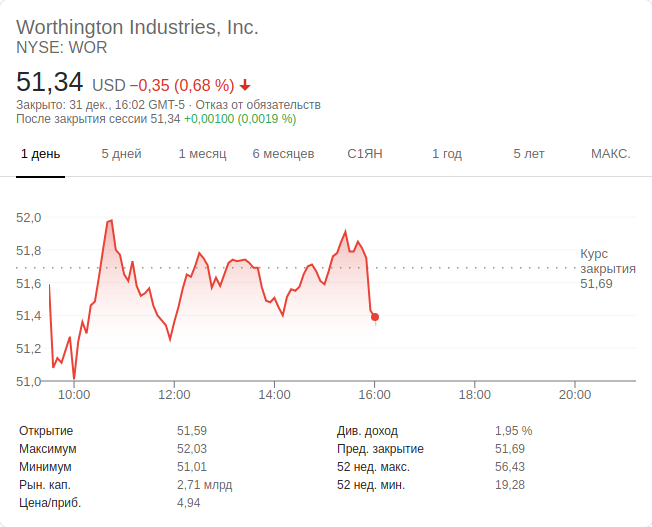 Worthington Industries, Inc.
NYSE: WOR
51,34 USD −0,35 (0,68 %)
Закрыто: 31 дек., 16:02 GMT-5 · Отказ от обязательств
После закрытия сессии 51,34 +0,00100 (0,0019 %)
1 день 5 дней 1 месяц 6 месяцев С1ЯН 1 год 5 лет МАКС.
52,0
51,8
51,6
51,4
51,2
51,0
Курс
закрытия
51,69
10:00 12:00 14:00 16:00 18:00 20:00
Открытие 51,59 Див. доход 1,95 %
Максимум 52,03 Пред. закрытие 51,69
Минимум 51,01 52 нед. макс. 56,43
Рын. кап. 2,71 млрд 52 нед. мин. 19,28
Цена/приб. 4,94